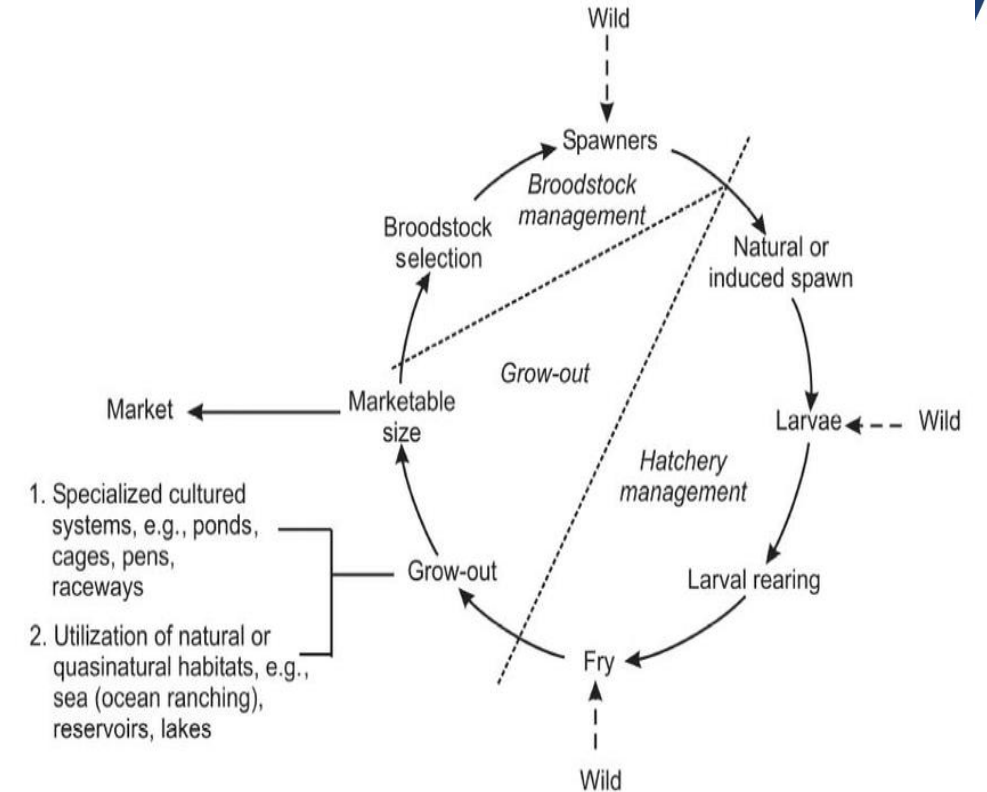 Wild
Spawners
Broodstock
management
Broodstock
selection
Natural or
induced spawn
Grow-out
Market
Marketable
size
Larvae
Wild
Hatchery
management
1. Specialized cultured
systems, e.g., ponds,
cages, pens,
raceways
Grow-out
Larval rearing
2. Utilization of natural or
quasinatural habitats, e.g.,
sea (ocean ranching),
reservoirs, lakes
Fry
Wild